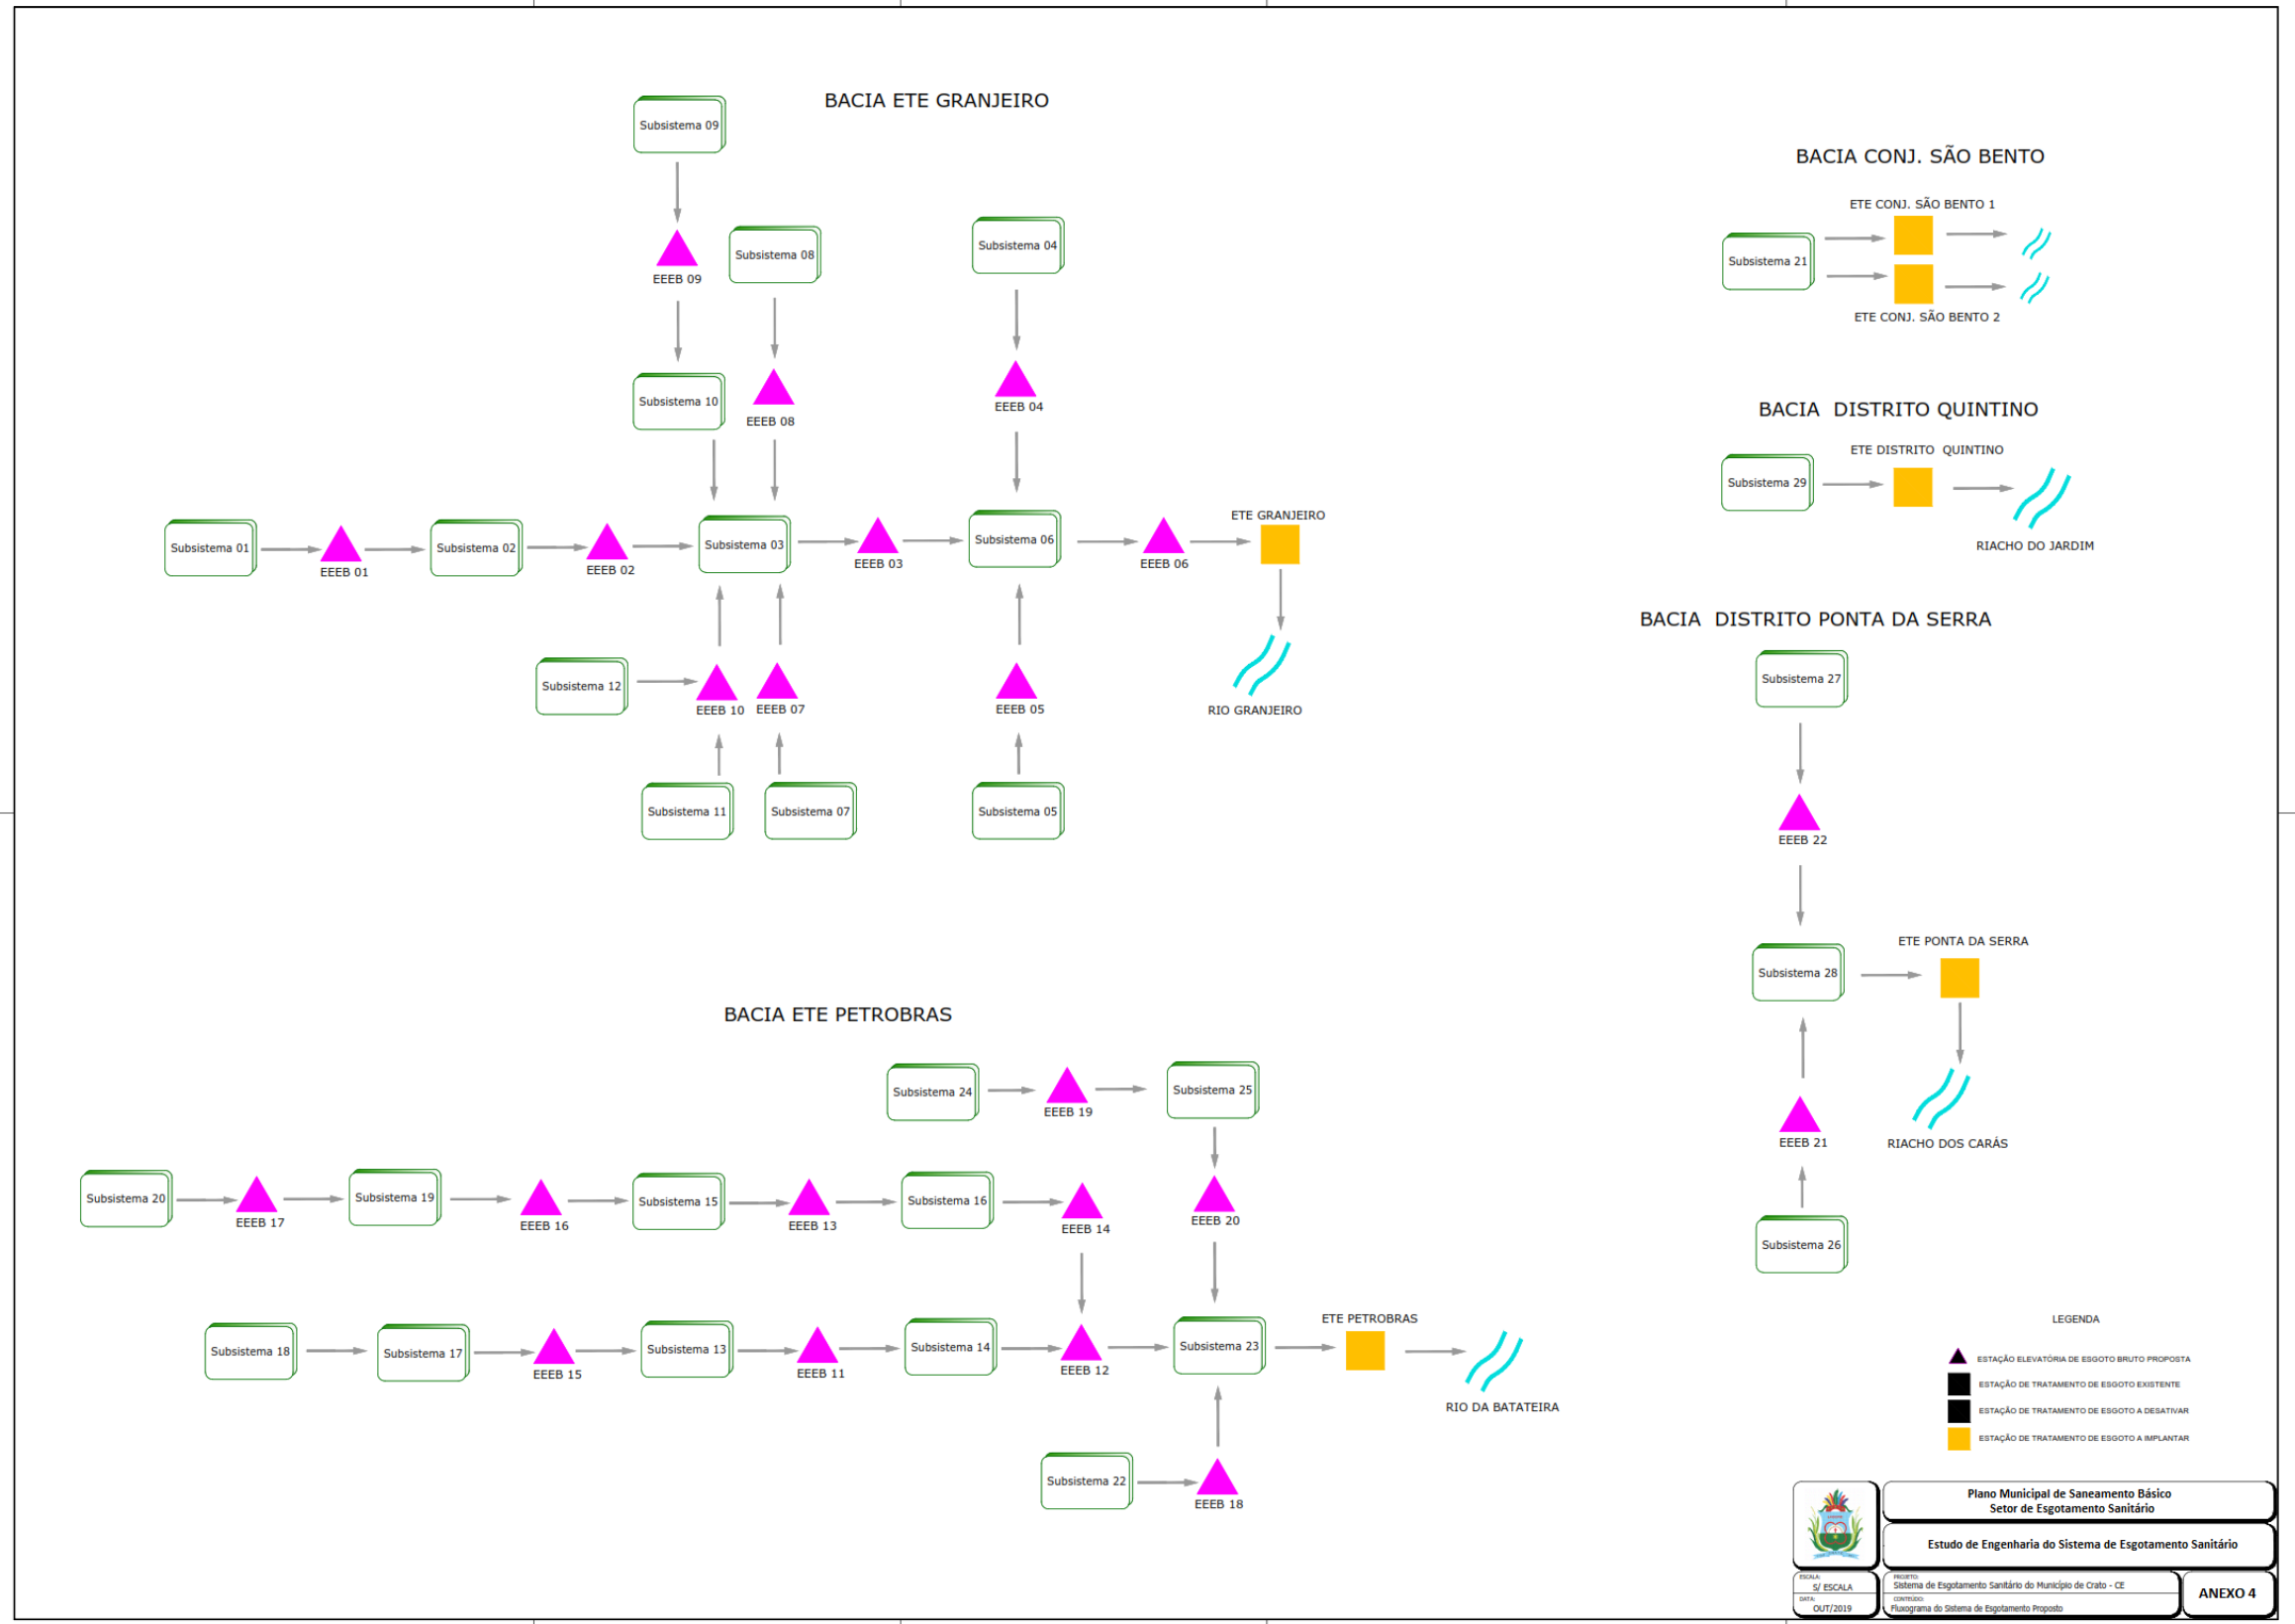 BACIA ETE GRANJEIRO
Subsistema 09
EEEB 09
Subsistema 08
Subsistema 04
Subsistema 10
EEEB 08
EEEB 04
Subsistema 01
EEEB 01
Subsistema 02
EEEB 02
Subsistema 03
EEEB 03
Subsistema 06
EEEB 06
ETE GRANJEIRO
RIO GRANJEIRO
Subsistema 12
EEEB 10
EEEB 07
EEEB 05
Subsistema 11
Subsistema 07
Subsistema 05
BACIA ETE PETROBRAS
Subsistema 24
EEEB 19
Subsistema 25
Subsistema 20
EEEB 17
Subsistema 19
EEEB 16
Subsistema 15
EEEB 13
Subsistema 16
EEEB 14
EEEB 20
Subsistema 18
Subsistema 17
EEEB 15
Subsistema 13
EEEB 11
Subsistema 14
EEEB 12
Subsistema 23
ETE PETROBRAS
RIO DA BATATEIRA
Subsistema 22
EEEB 18
BACIA CONJ. SÃO BENTO
ETE CONJ. SÃO BENTO 1
Subsistema 21
ETE CONJ. SÃO BENTO 2
BACIA DISTRITO QUINTINO
ETE DISTRITO QUINTINO
Subsistema 29
RIACHO DO JARDIM
BACIA DISTRITO PONTA DA SERRA
Subsistema 27
EEEB 22
ETE PONTA DA SERRA
Subsistema 28
EEEB 21
RIACHO DOS CARÁS
Subsistema 26
LEGENDA
ESTAÇÃO ELEVATÓRIA DE ESGOTO BRUTO PROPOSTA
ESTAÇÃO DE TRATAMENTO DE ESGOTO EXISTENTE
ESTAÇÃO DE TRATAMENTO DE ESGOTO A DESATIVAR
ESTAÇÃO DE TRATAMENTO DE ESGOTO A IMPLANTAR
Plano Municipal de Saneamento Básico
Setor de Esgotamento Sanitário
Estudo de Engenharia do Sistema de Esgotamento Sanitário
ESCALA:
S/ ESCALA
DATA:
OUT/2019
PROJETO:
Sistema de Esgotamento Sanitário do Município de Crato - CE
CONTEÚDO:
Fluxograma do Sistema de Esgotamento Proposto
ANEXO 4